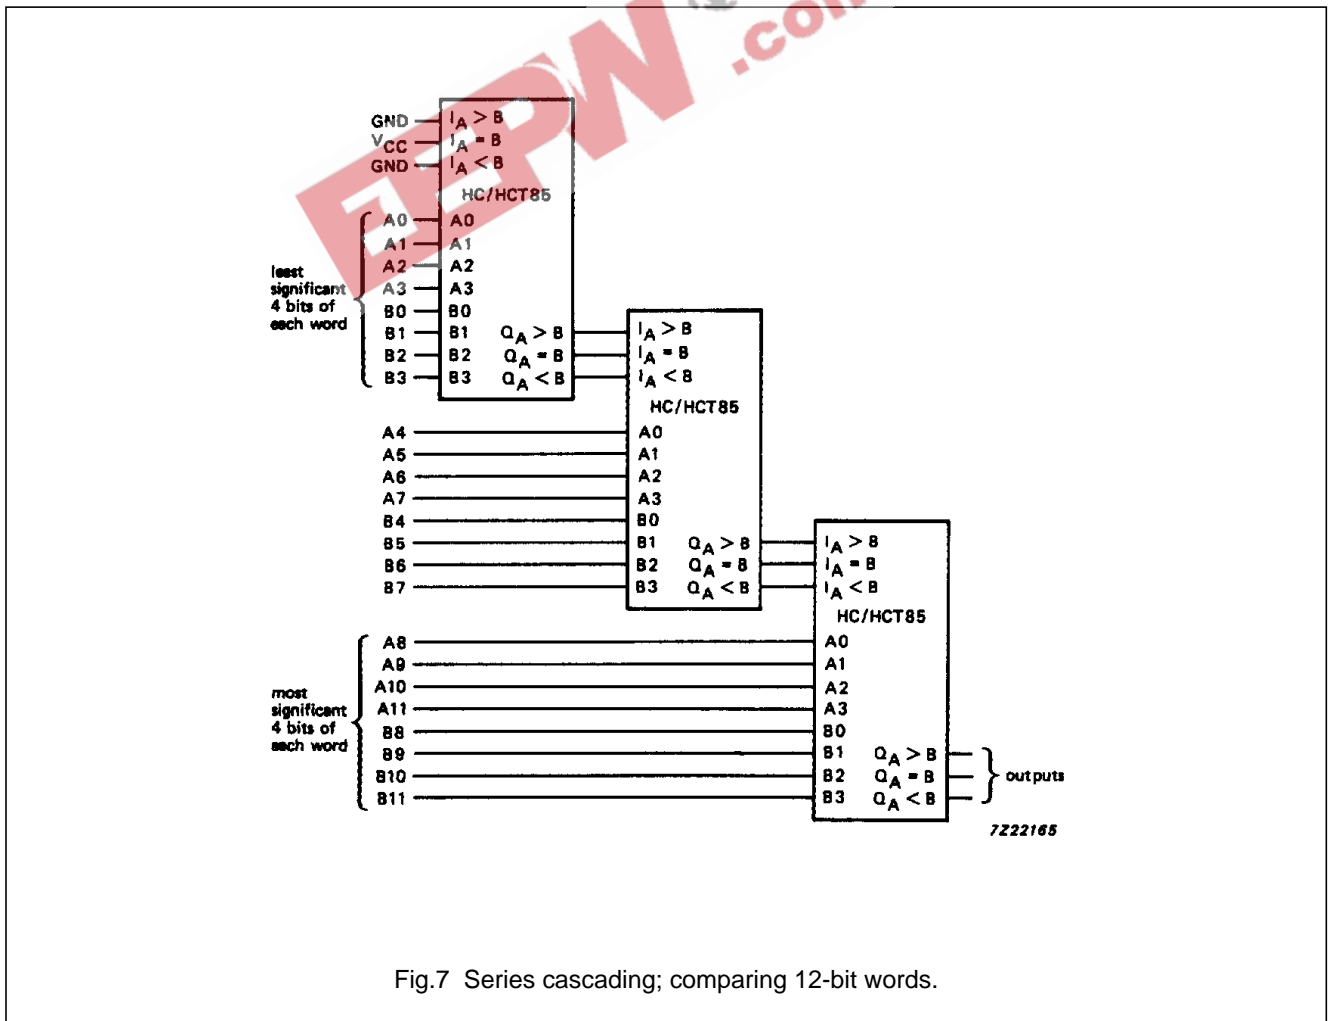 EEPW .com
GND
VCC
GND
IA > B
IA = B
IA < B
HC/HCT85
A0
A1
A2
A3
B0
B1
B2
B3
least
significant
4 bits of
each word
A0
A1
A2
A3
B0
B1 QA > B
B2 QA = B
B3 QA < B
IA > B
IA = B
IA < B
HC/HCT85
A4
A5
A6
A7
B4
B5
B6
B7
A0
A1
A2
A3
B0
B1 QA > B
B2 QA = B
B3 QA < B
IA > B
IA = B
IA < B
HC/HCT85
A8
A9
A10
A11
B8
B9
B10
B11
most
significant
4 bits of
each word
A0
A1
A2
A3
B0
B1 QA > B
B2 QA = B
B3 QA < B
outputs
7Z22165
Fig.7 Series cascading; comparing 12-bit words.